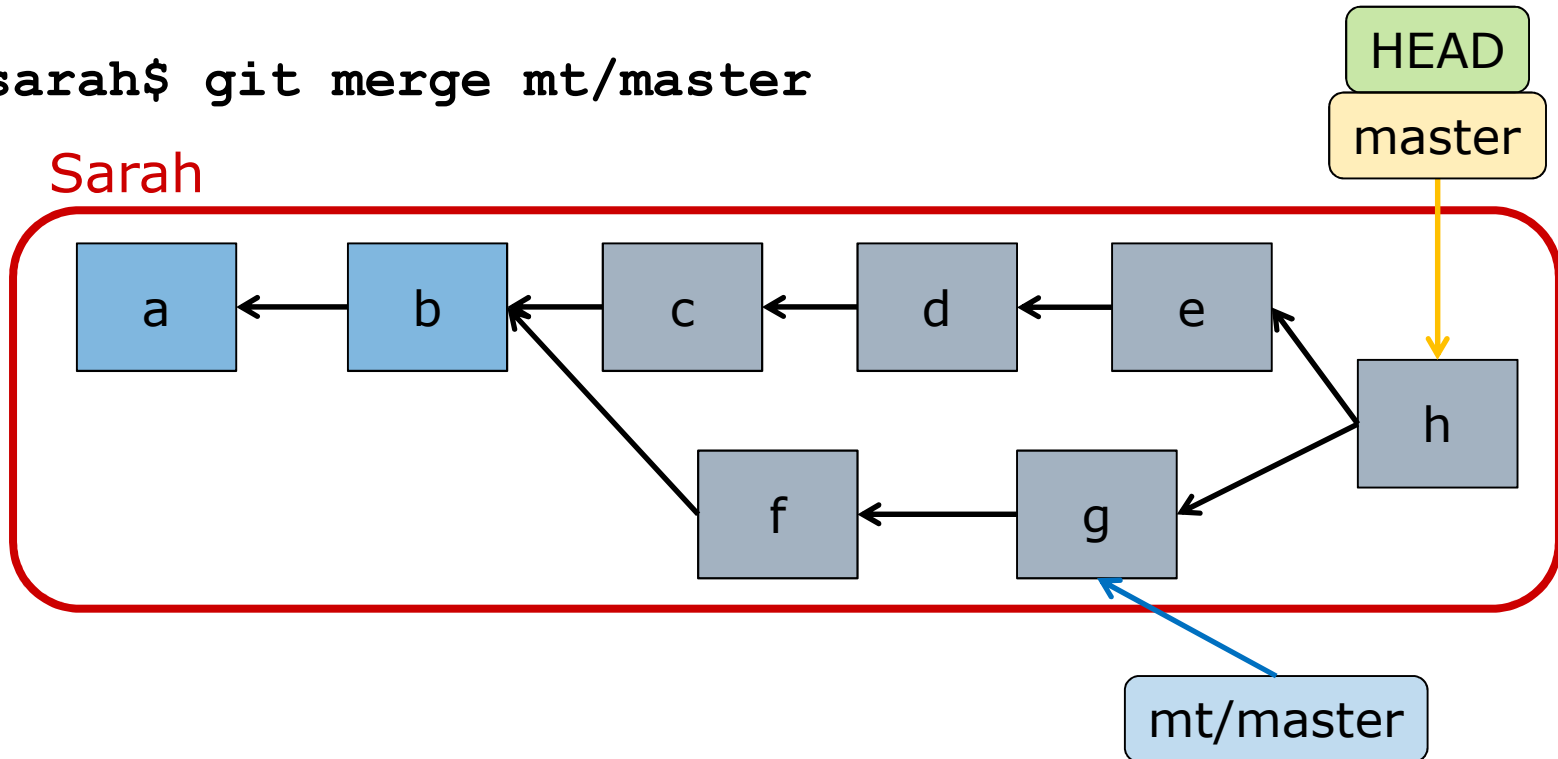 HEAD
sarah$ git merge mt/master
master
Sarah
a b c d e
h
f g
mt/master